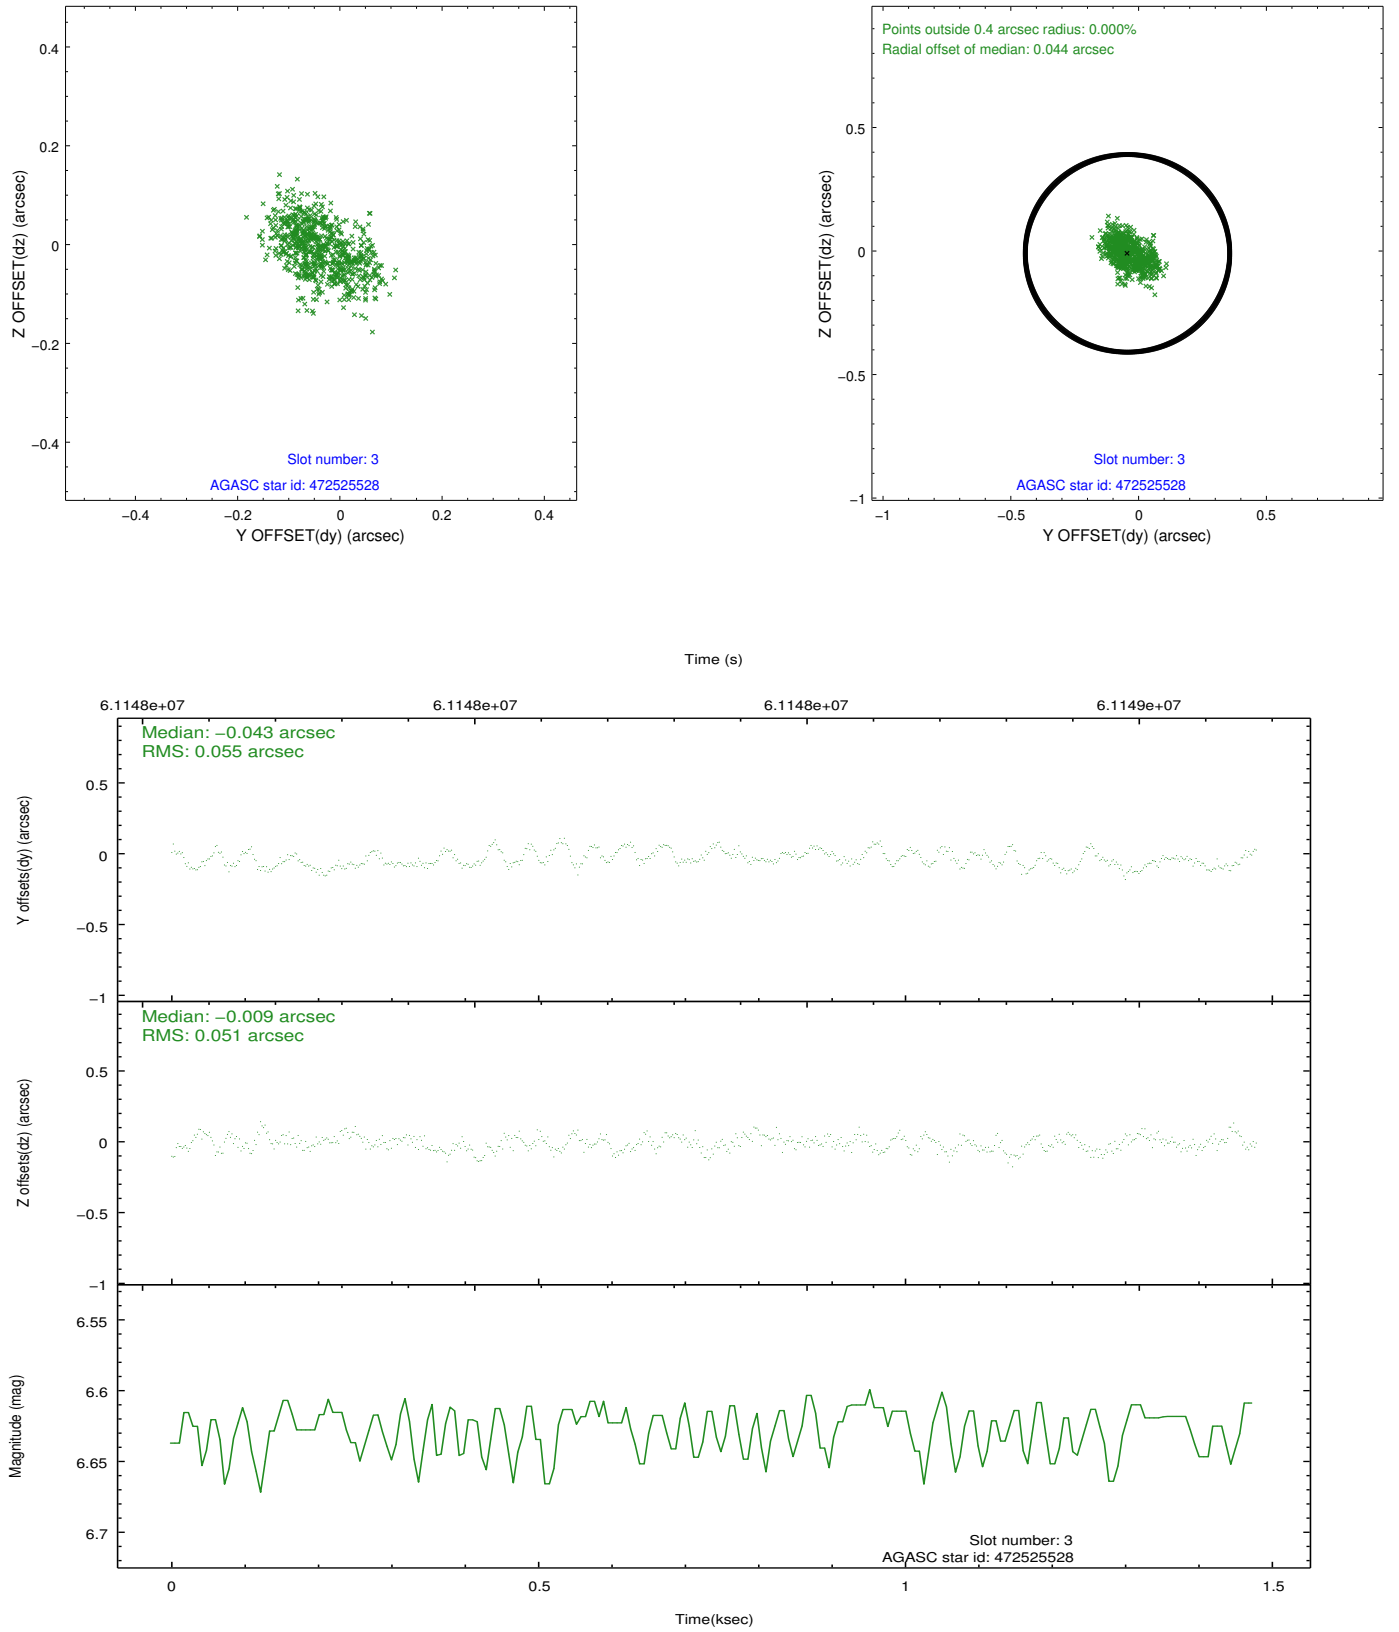 0.4
0.2
0
−0.2
−0.4
Z OFFSET(dz) (arcsec)
Slot number: 3
AGASC star id: 472525528
−0.4 −0.2 0 0.2 0.4
Y OFFSET(dy) (arcsec)
Points outside 0.4 arcsec radius: 0.000%
Radial offset of median: 0.044 arcsec
0.5
0
−0.5
−1
Z OFFSET(dz) (arcsec)
Slot number: 3
AGASC star id: 472525528
−1 −0.5 0 0.5
Y OFFSET(dy) (arcsec)
Time (s)
6.1148e+07 6.1148e+07 6.1148e+07 6.1149e+07
Median: −0.043 arcsec
RMS: 0.055 arcsec
0.5
0
−0.5
−1
Y offsets(dy) (arcsec)
Median: −0.009 arcsec
RMS: 0.051 arcsec
0.5
0
−0.5
−1
Z offsets(dz) (arcsec)
6.55
6.6
6.65
6.7
Magnitude (mag)
Slot number: 3
AGASC star id: 472525528
0 0.5 1 1.5
Time(ksec)